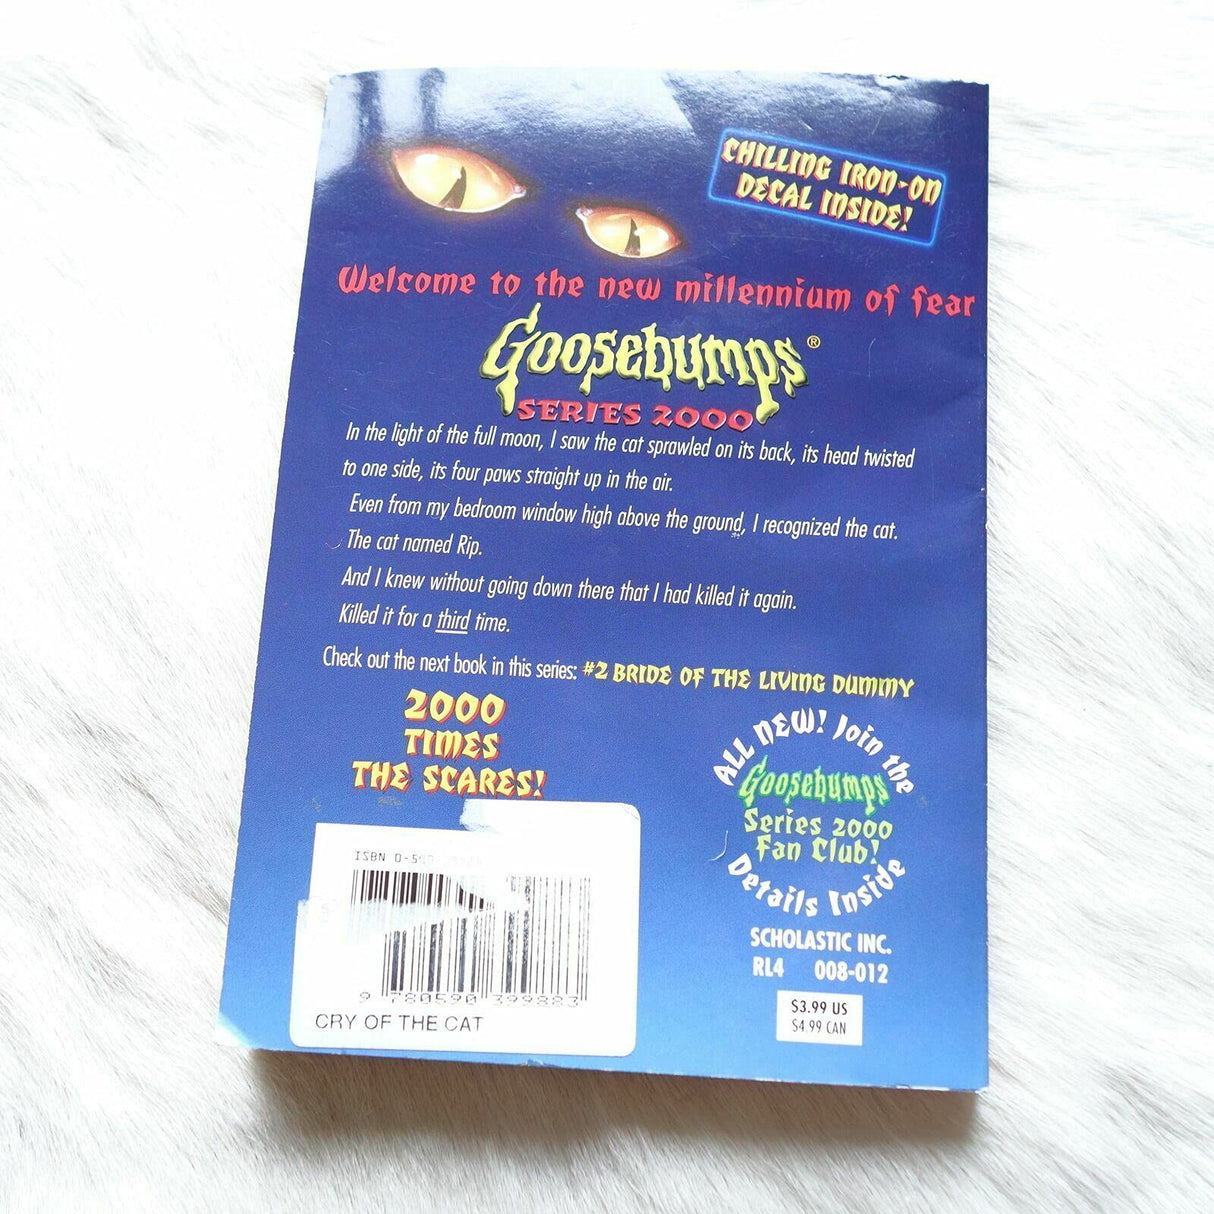 CHILLING IRON-ON
DECAL INSIDE!
Welcome to the new millennium of fear
Goosebumps®
SERIES 2000
In the light of the full moon, I saw the cat sprawled on its back, its head twisted
to one side, its four paws straight up in the air.
Even from my bedroom window high above the ground, I recognized the cat.
The cat named Rip.
And I knew without going down there that I had killed it again.
Killed it for a third time.
Check out the next book in this series: #2 BRIDE OF THE LIVING DUMMY
2000
TIMES
THE SCARES!
ALL NEW! Join the
Goosebumps
Series 2000
Fan Club!
Details Inside
SCHOLASTIC INC.
RL4 008-012
$3.99 US
$4.99 CAN
ISBN
9 780590 399883
CRY OF THE CAT